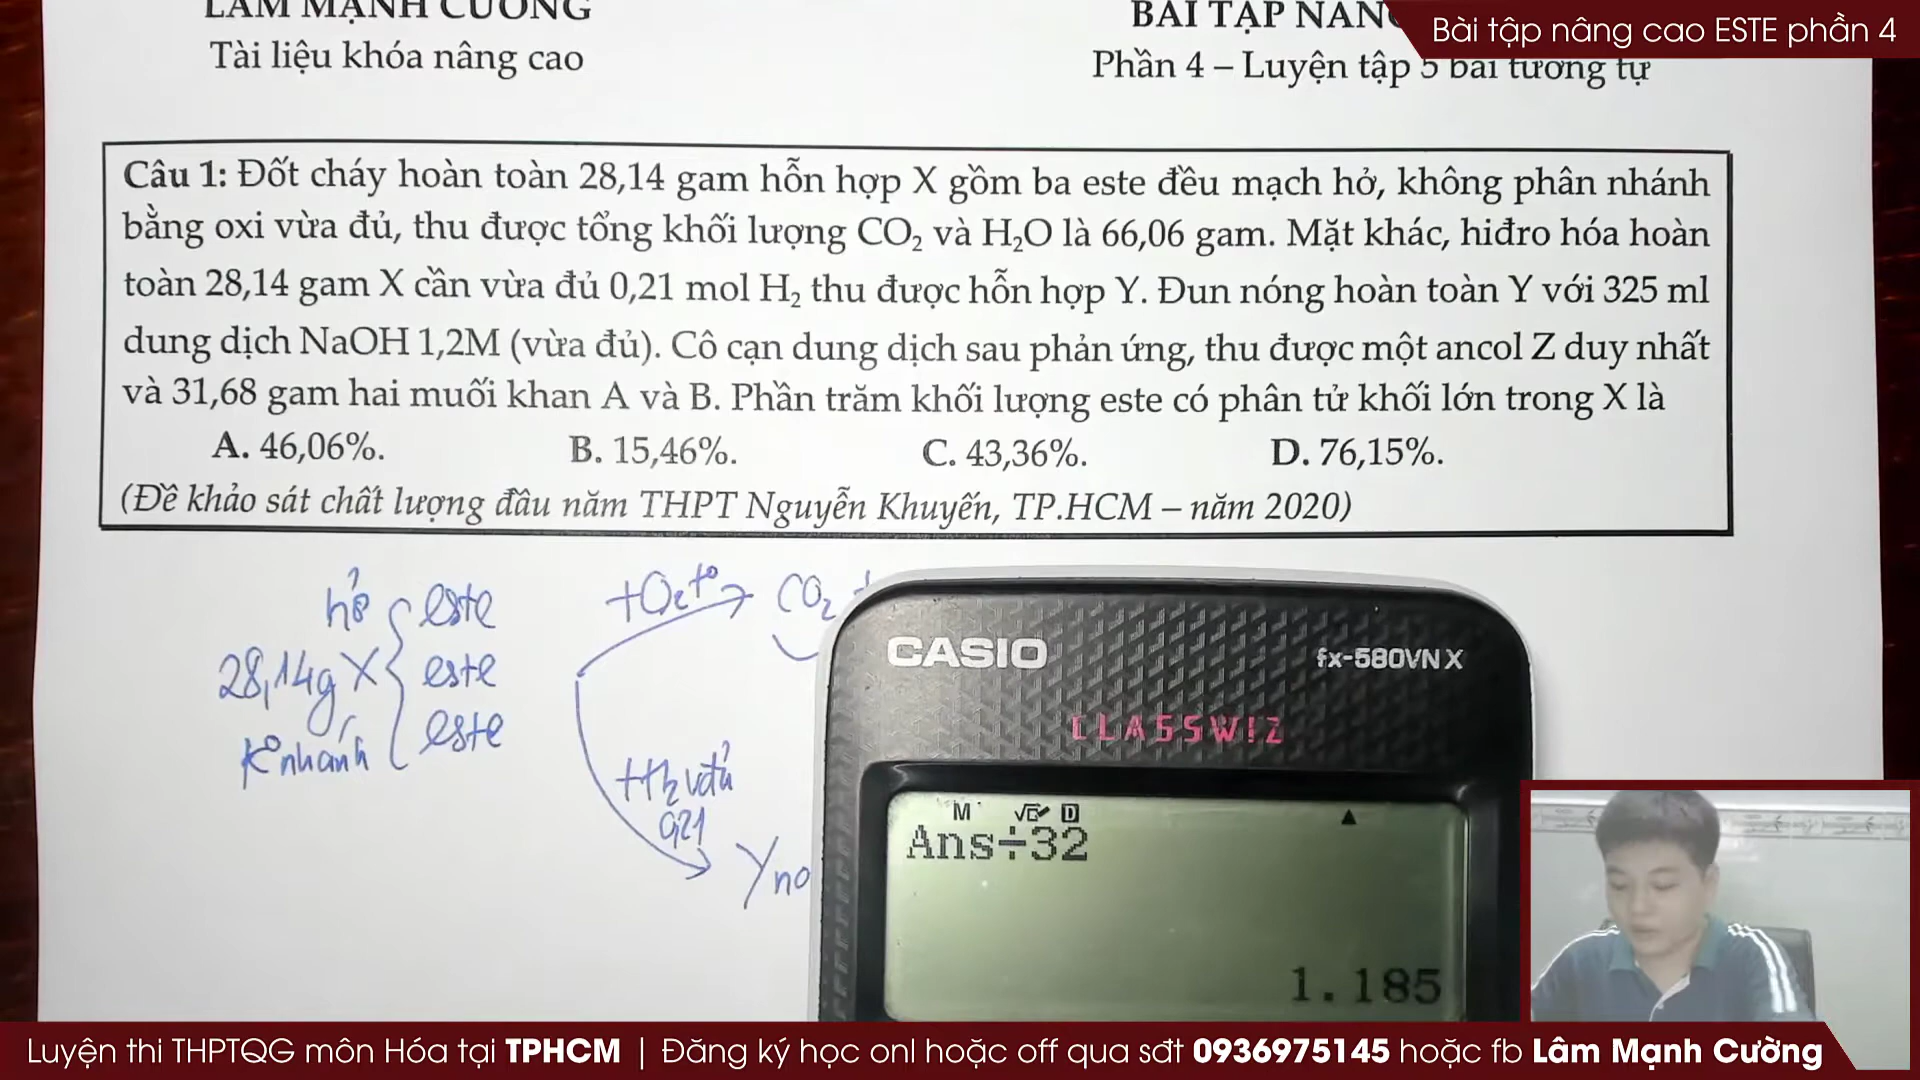 LÂM MẠNH CƯỜNG
BÀI TẬP NÂNG
Bài tập nâng cao ESTE phần 4
Tài liệu khóa nâng cao
Phần 4 – Luyện tập 5 bài tương tự
Câu 1: Đốt cháy hoàn toàn 28,14 gam hỗn hợp X gồm ba este đều mạch hở, không phân nhánh
bằng oxi vừa đủ, thu được tổng khối lượng CO₂ và H₂O là 66,06 gam. Mặt khác, hiđro hóa hoàn
toàn 28,14 gam X cần vừa đủ 0,21 mol H₂ thu được hỗn hợp Y. Đun nóng hoàn toàn Y với 325 ml
dung dịch NaOH 1,2M (vừa đủ). Cô cạn dung dịch sau phản ứng, thu được một ancol Z duy nhất
và 31,68 gam hai muối khan A và B. Phần trăm khối lượng este có phân tử khối lớn trong X là
A. 46,06%. B. 15,46%. C. 43,36%. D. 76,15%.
(Đề khảo sát chất lượng đầu năm THPT Nguyễn Khuyến, TP.HCM – năm 2020)
hở
este
+O₂ t° CO₂
28,14g X
este
k° nhánh
este
+H₂ vđủ
0,21
Y no
CASIO
fx-580VN X
CLASSWIZ
M √ D ▲
Ans÷32
1.185
Luyện thi THPTQG môn Hóa tại TPHCM | Đăng ký học onl hoặc off qua sđt 0936975145 hoặc fb Lâm Mạnh Cường